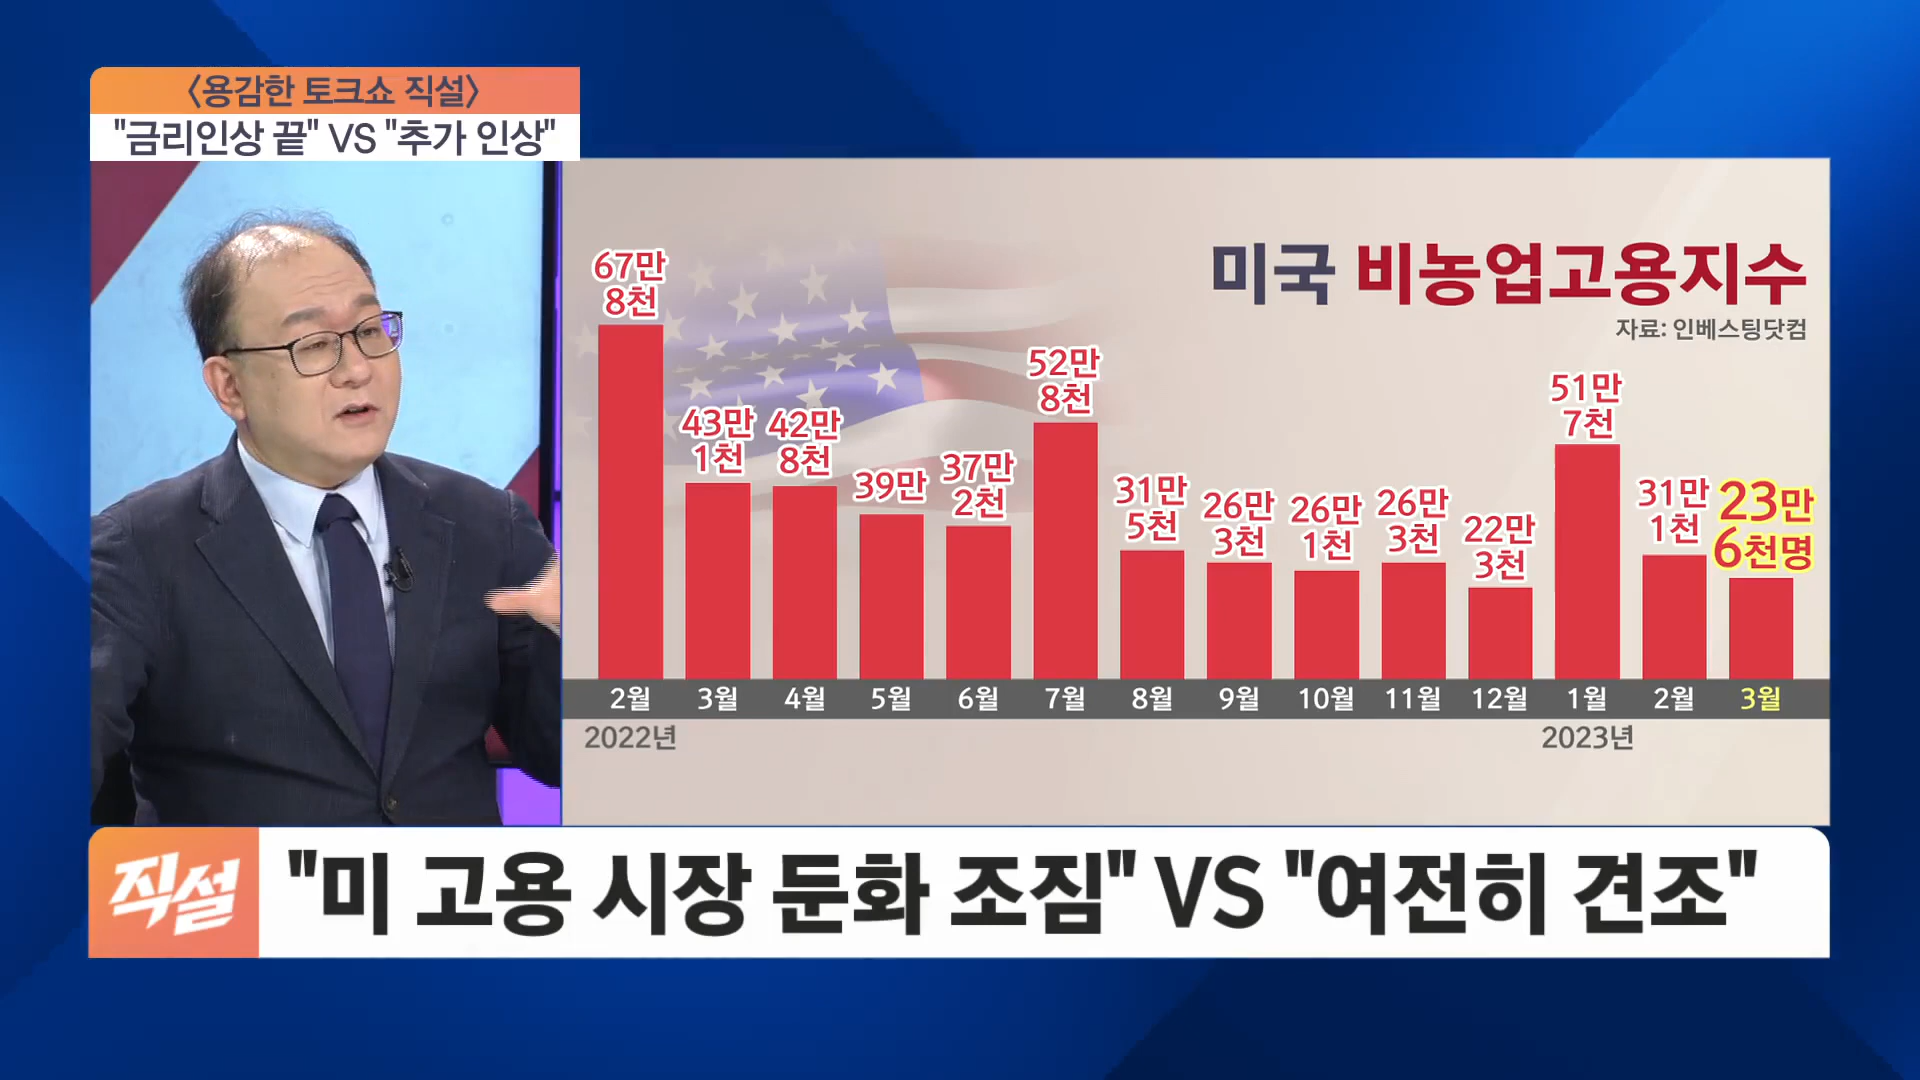 〈용감한 토크쇼 직설〉
"금리인상 끝" VS "추가 인상"
미국 비농업고용지수
자료: 인베스팅닷컴
67만
8천
43만
1천
42만
8천
39만
37만
2천
52만
8천
31만
5천
26만
3천
26만
1천
26만
3천
22만
3천
51만
7천
31만
1천
23만
6천명
2월 3월 4월 5월 6월 7월 8월 9월 10월 11월 12월 1월 2월 3월
2022년 2023년
직설
"미 고용 시장 둔화 조짐" VS "여전히 견조"